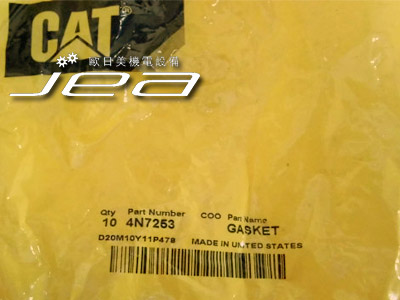 CAT
歐日美機電設備
jea
Qty Part Number COO Part Name
10 4N7253 GASKET
D20M10Y11P478 MADE IN UNITED STATES